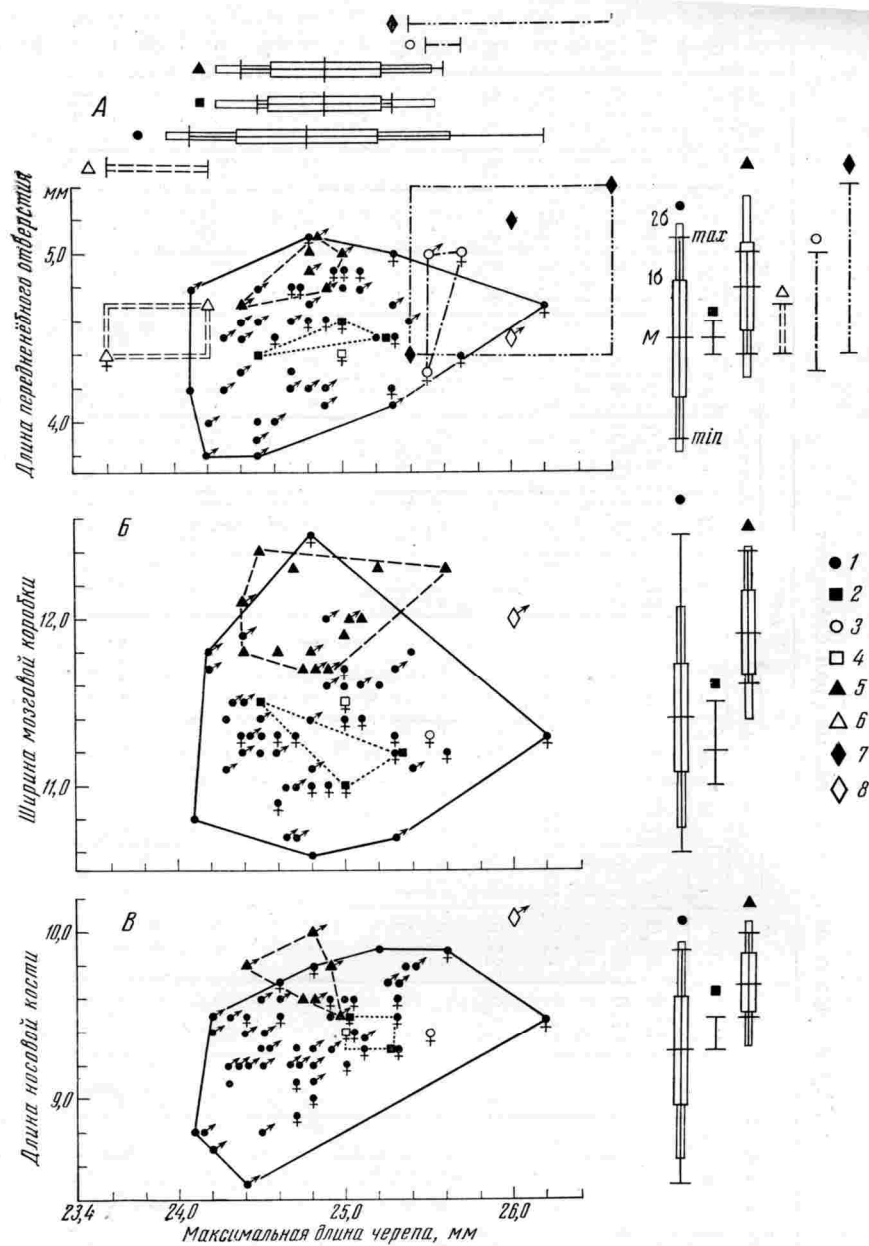 А
мм
Длина передненёбного отверстия
5,0
4,0
2б
max
1б
M
min
Б
Ширина мозговой коробки
12,0
11,0
1
2
3
4
5
6
7
8
В
Длина носовой кости
10,0
9,0
23,4
24,0
25,0
26,0
Максимальная длина черепа, мм